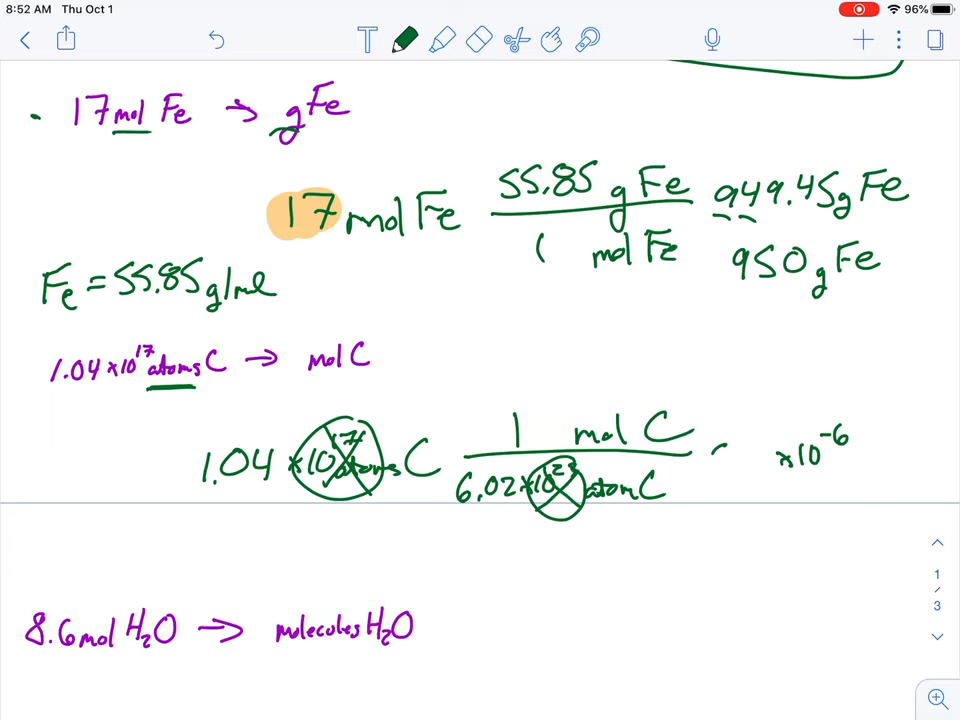 8:52 AM Thu Oct 1 96%
T
• 17 mol Fe → g Fe
17 mol Fe 55.85 g Fe / 1 mol Fe 949.45 g Fe
950 g Fe
Fe = 55.85 g/mol
1.04 × 10^17 atoms C → mol C
1.04 × 10^17 atoms C 1 mol C / 6.02 × 10^23 atom C × 10^-6
1 / 3
8.6 mol H₂O → molecules H₂O